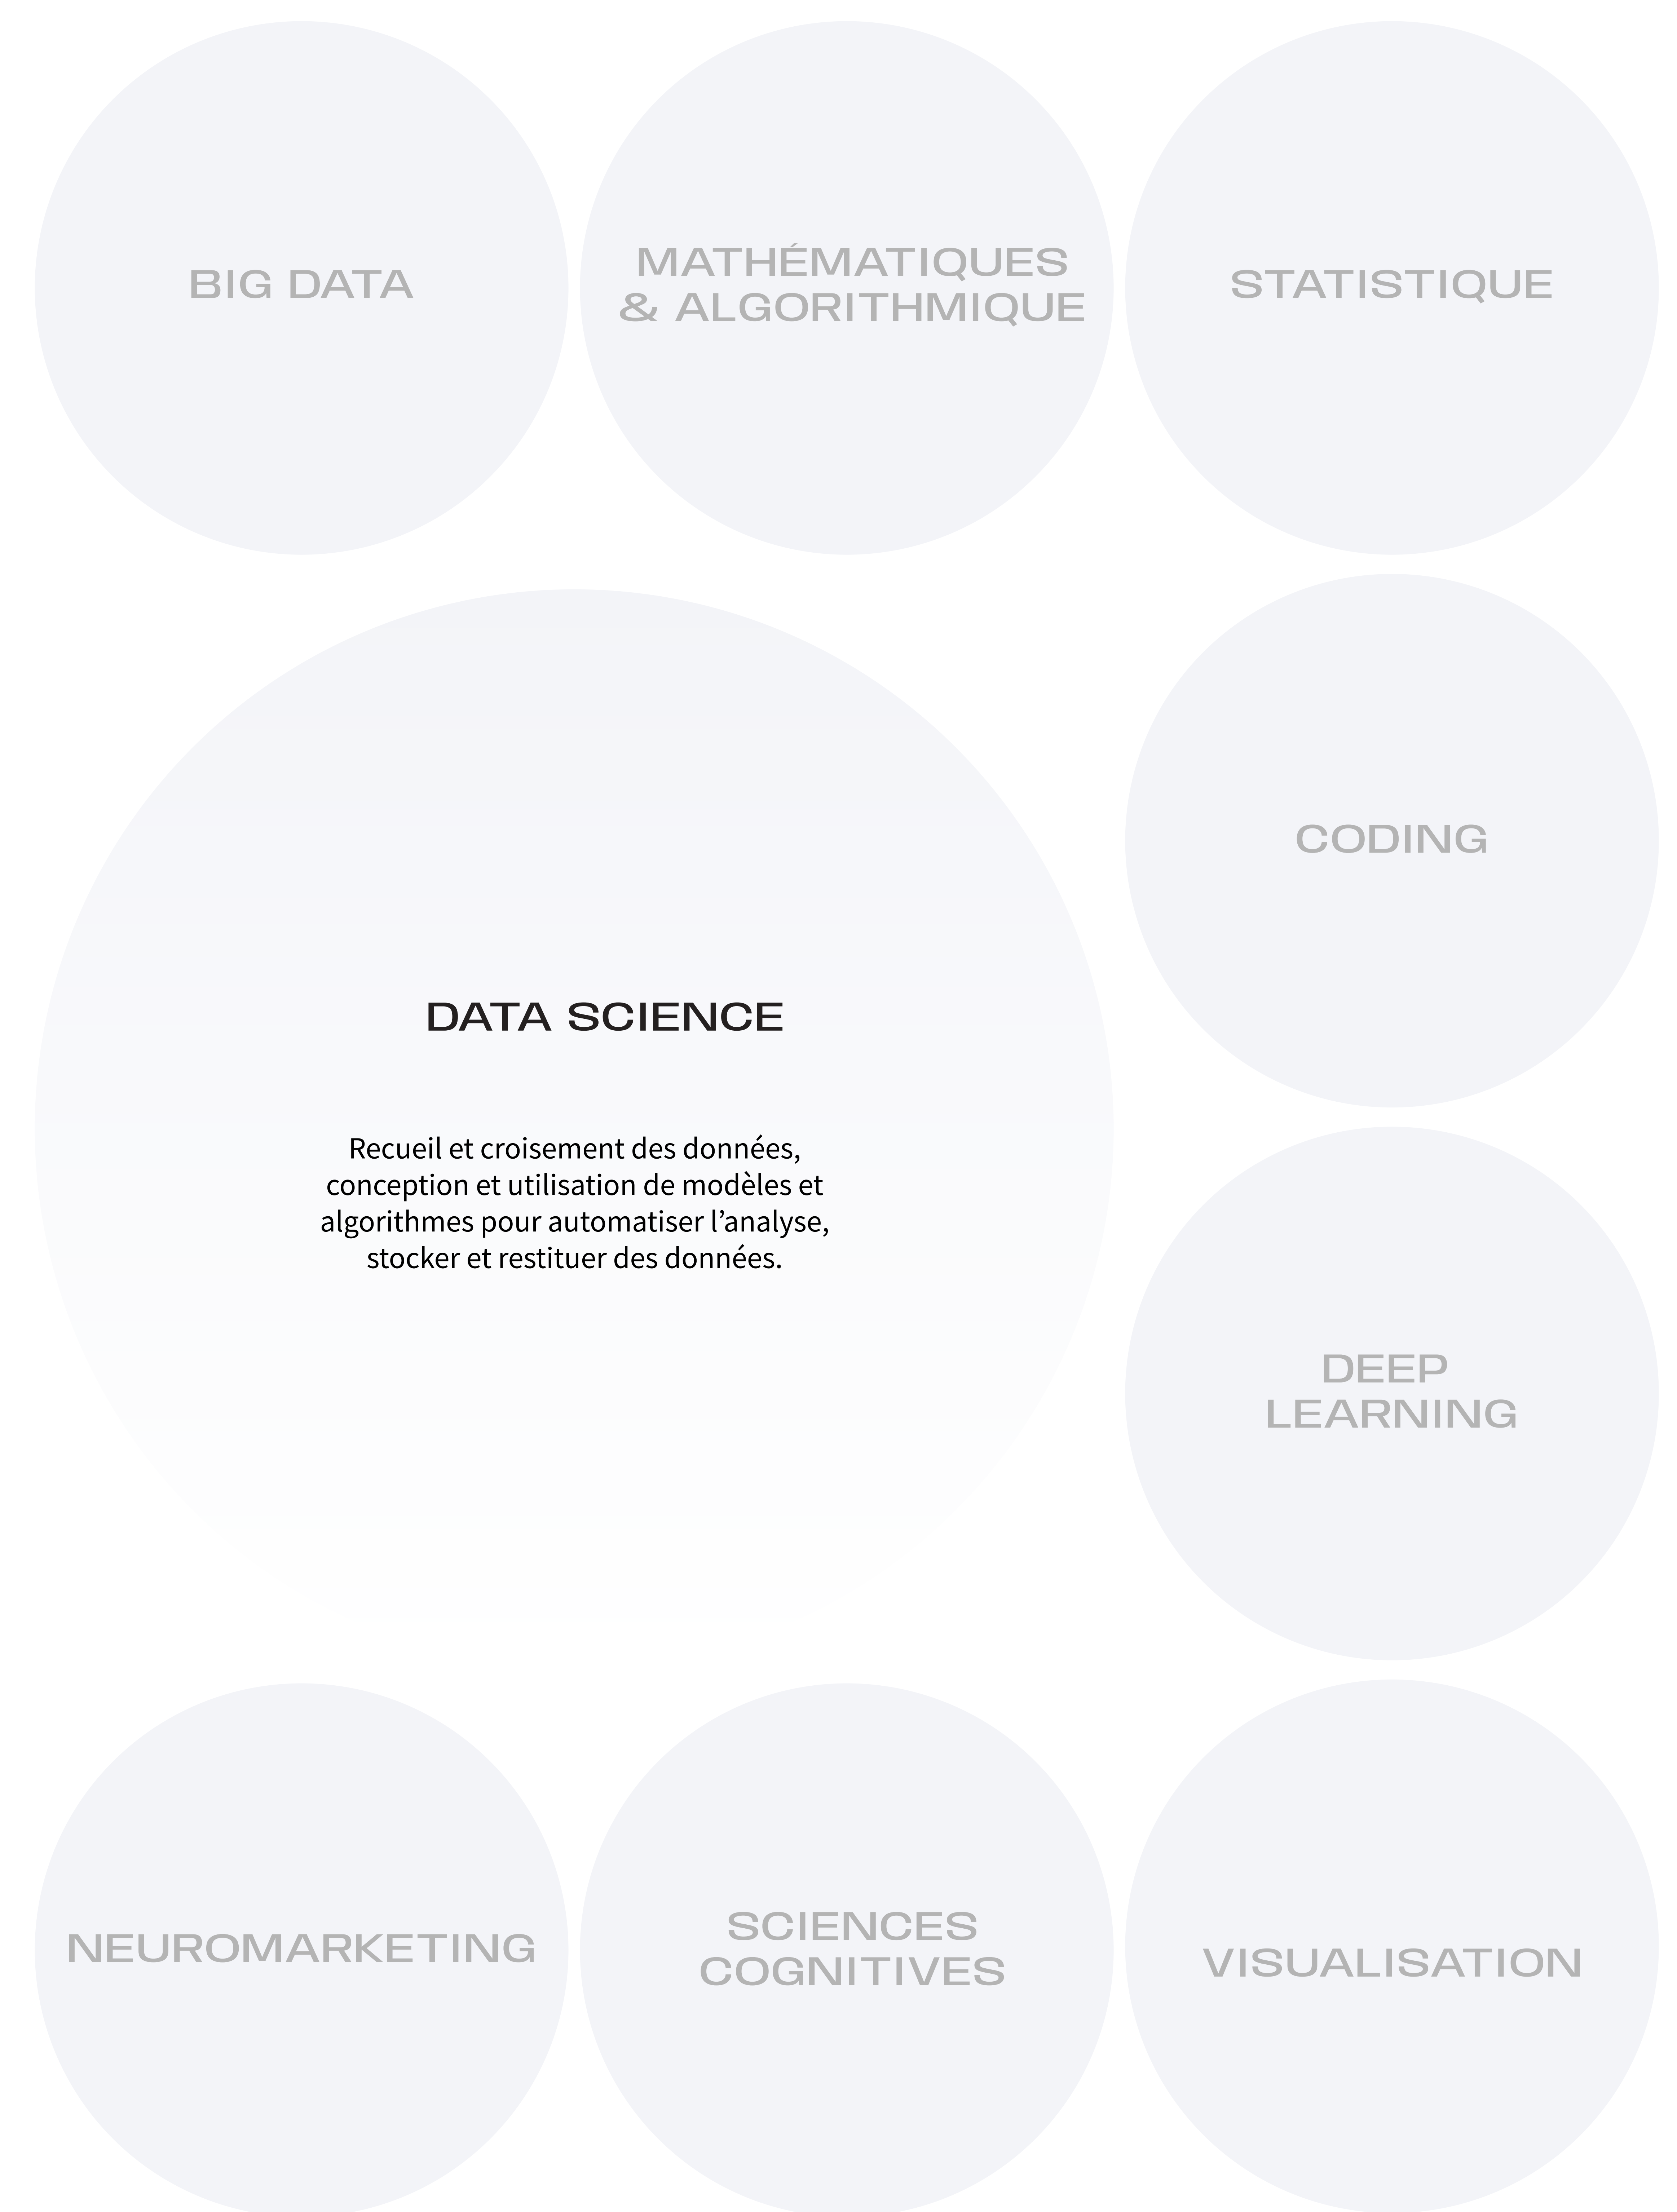 BIG DATA
MATHÉMATIQUES
& ALGORITHMIQUE
STATISTIQUE
CODING
DATA SCIENCE
Recueil et croisement des données,
conception et utilisation de modèles et
algorithmes pour automatiser l’analyse,
stocker et restituer des données.
DEEP
LEARNING
NEUROMARKETING
SCIENCES
COGNITIVES
VISUALISATION